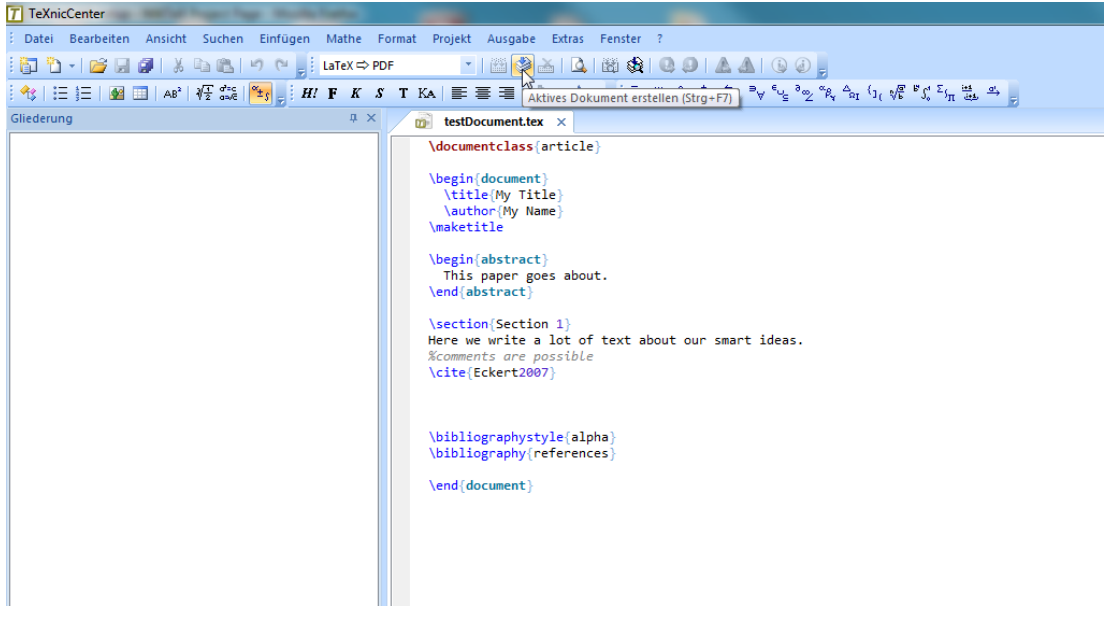 TeXnicCenter
Datei Bearbeiten Ansicht Suchen Einfügen Mathe Format Projekt Ausgabe Extras Fenster ?
LaTeX ⇨ PDF
AB² H! F K S T KA
Aktives Dokument erstellen (Strg+F7)
Gliederung
testDocument.tex
\documentclass{article}
\begin{document}
\title{My Title}
\author{My Name}
\maketitle
\begin{abstract}
This paper goes about.
\end{abstract}
\section{Section 1}
Here we write a lot of text about our smart ideas.
%comments are possible
\cite{Eckert2007}
\bibliographystyle{alpha}
\bibliography{references}
\end{document}